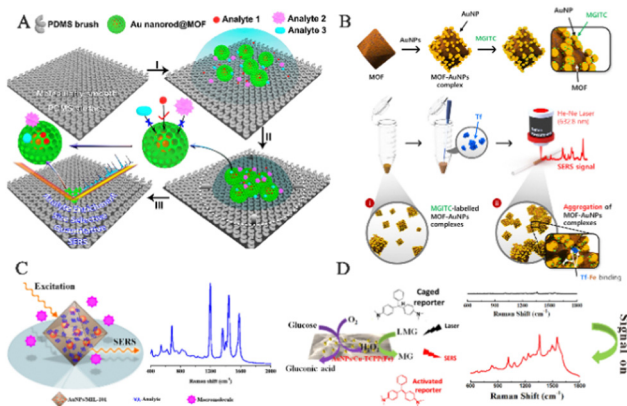 A
PDMS brush
Au nanorod@MOF
Analyte 1
Analyte 2
Analyte 3
I
II
III
SERS
B
AuNP
AuNPs
MGITC
MOF
MOF-AuNPs
complex
AuNP
MGITC
MOF
Tf
He-Ne Laser
(632.8 nm)
SERS signal
i
MGITC-labelled
MOF-AuNPs
complexes
ii
Aggregation of
MOF-AuNPs
complexes
Tf-Fe binding
C
Excitation
SERS
AuNPs/MIL-101
Analyte
Macromolecule
Raman shift (cm-1)
D
Caged
reporter
Glucose
O2
H2O2
Gluconic acid
LMG
MG
Laser
SERS
Activated
reporter
Raman Shift (cm-1)
Raman Shift (cm-1)
Signal on